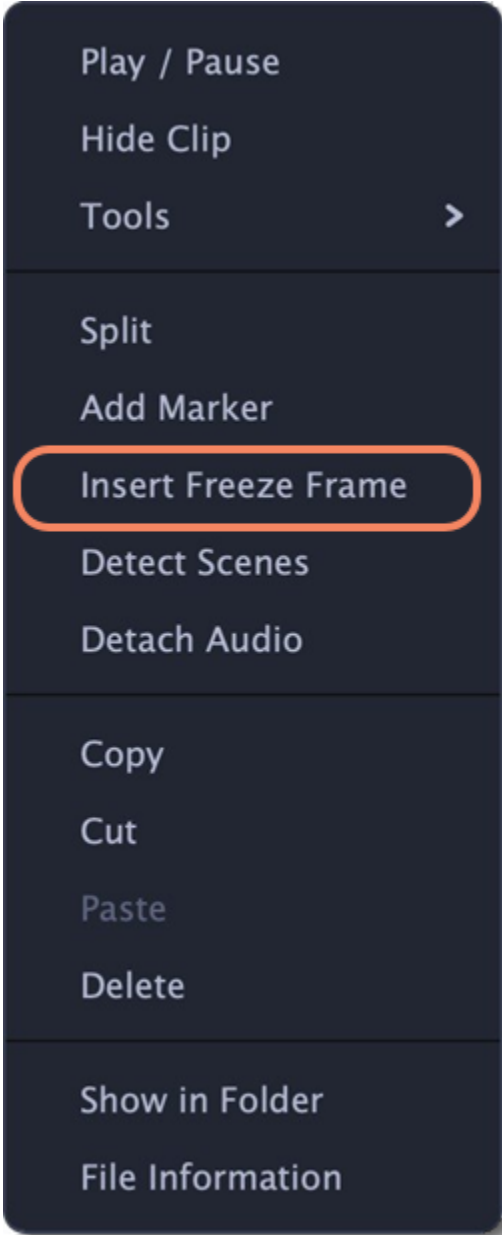 Play / Pause
Hide Clip
Tools
Split
Add Marker
Insert Freeze Frame
Detect Scenes
Detach Audio
Copy
Cut
Paste
Delete
Show in Folder
File Information